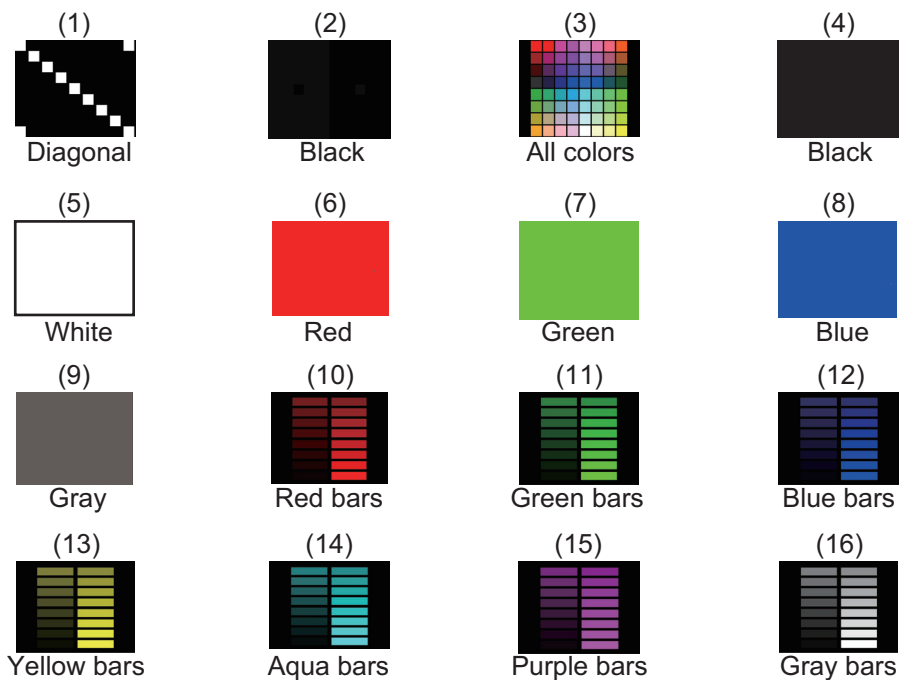 (1) (2) (3) (4)
Diagonal Black All colors Black
(5) (6) (7) (8)
White Red Green Blue
(9) (10) (11) (12)
Gray Red bars Green bars Blue bars
(13) (14) (15) (16)
Yellow bars Aqua bars Purple bars Gray bars